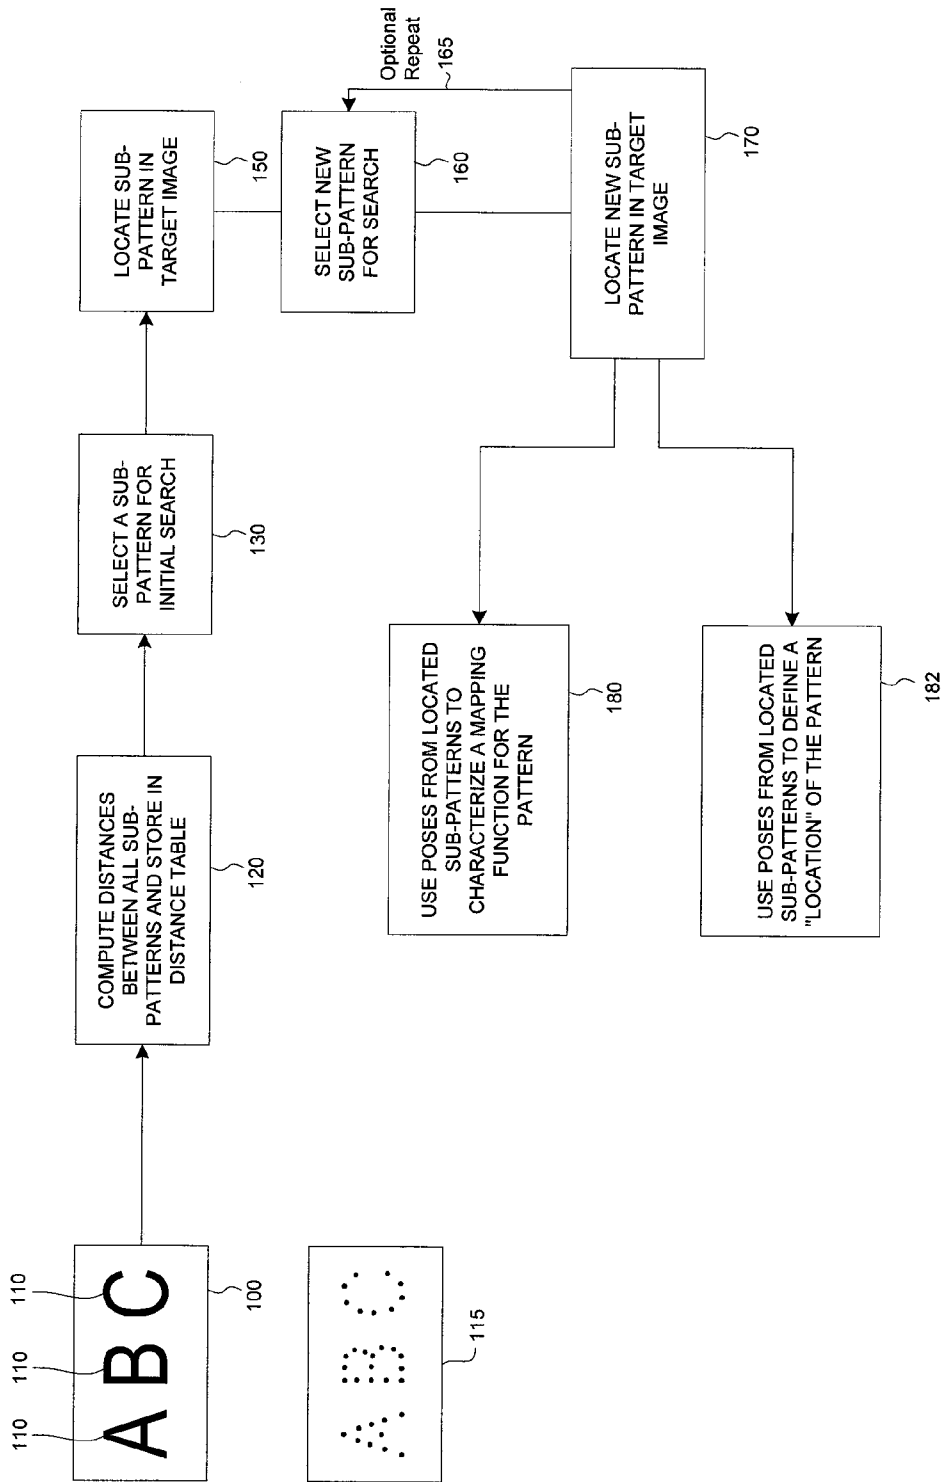 110
110
110
A B C
100
A B C
115
COMPUTE DISTANCES
BETWEEN ALL SUB-
PATTERNS AND STORE IN
DISTANCE TABLE
120
SELECT A SUB-
PATTERN FOR
INITIAL SEARCH
130
LOCATE SUB-
PATTERN IN
TARGET IMAGE
150
SELECT NEW
SUB-PATTERN
FOR SEARCH
160
Optional
Repeat
165
LOCATE NEW SUB-
PATTERN IN TARGET
IMAGE
170
USE POSES FROM LOCATED
SUB-PATTERNS TO
CHARACTERIZE A MAPPING
FUNCTION FOR THE
PATTERN
180
USE POSES FROM LOCATED
SUB-PATTERNS TO DEFINE A
"LOCATION" OF THE PATTERN
182